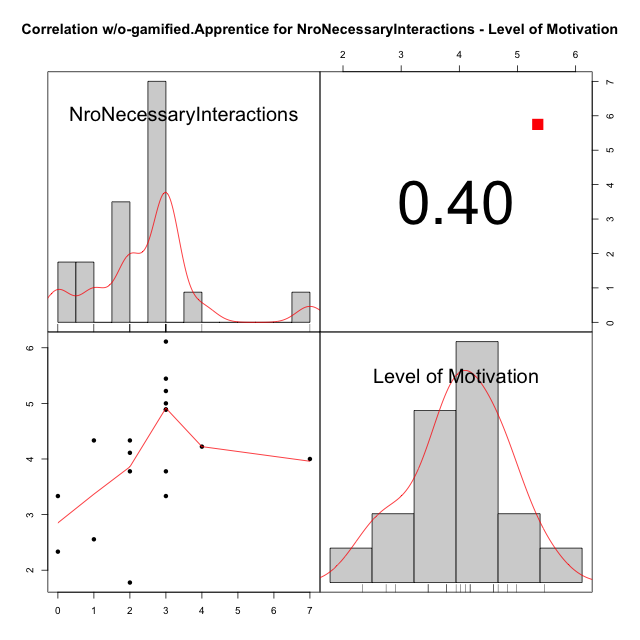 Correlation w/o-gamified.Apprentice for NroNecessaryInteractions - Level of Motivation
2 3 4 5 6
NroNecessaryInteractions
0.40
7
6
5
4
3
2
1
0
Level of Motivation
6
5
4
3
2
0 1 2 3 4 5 6 7